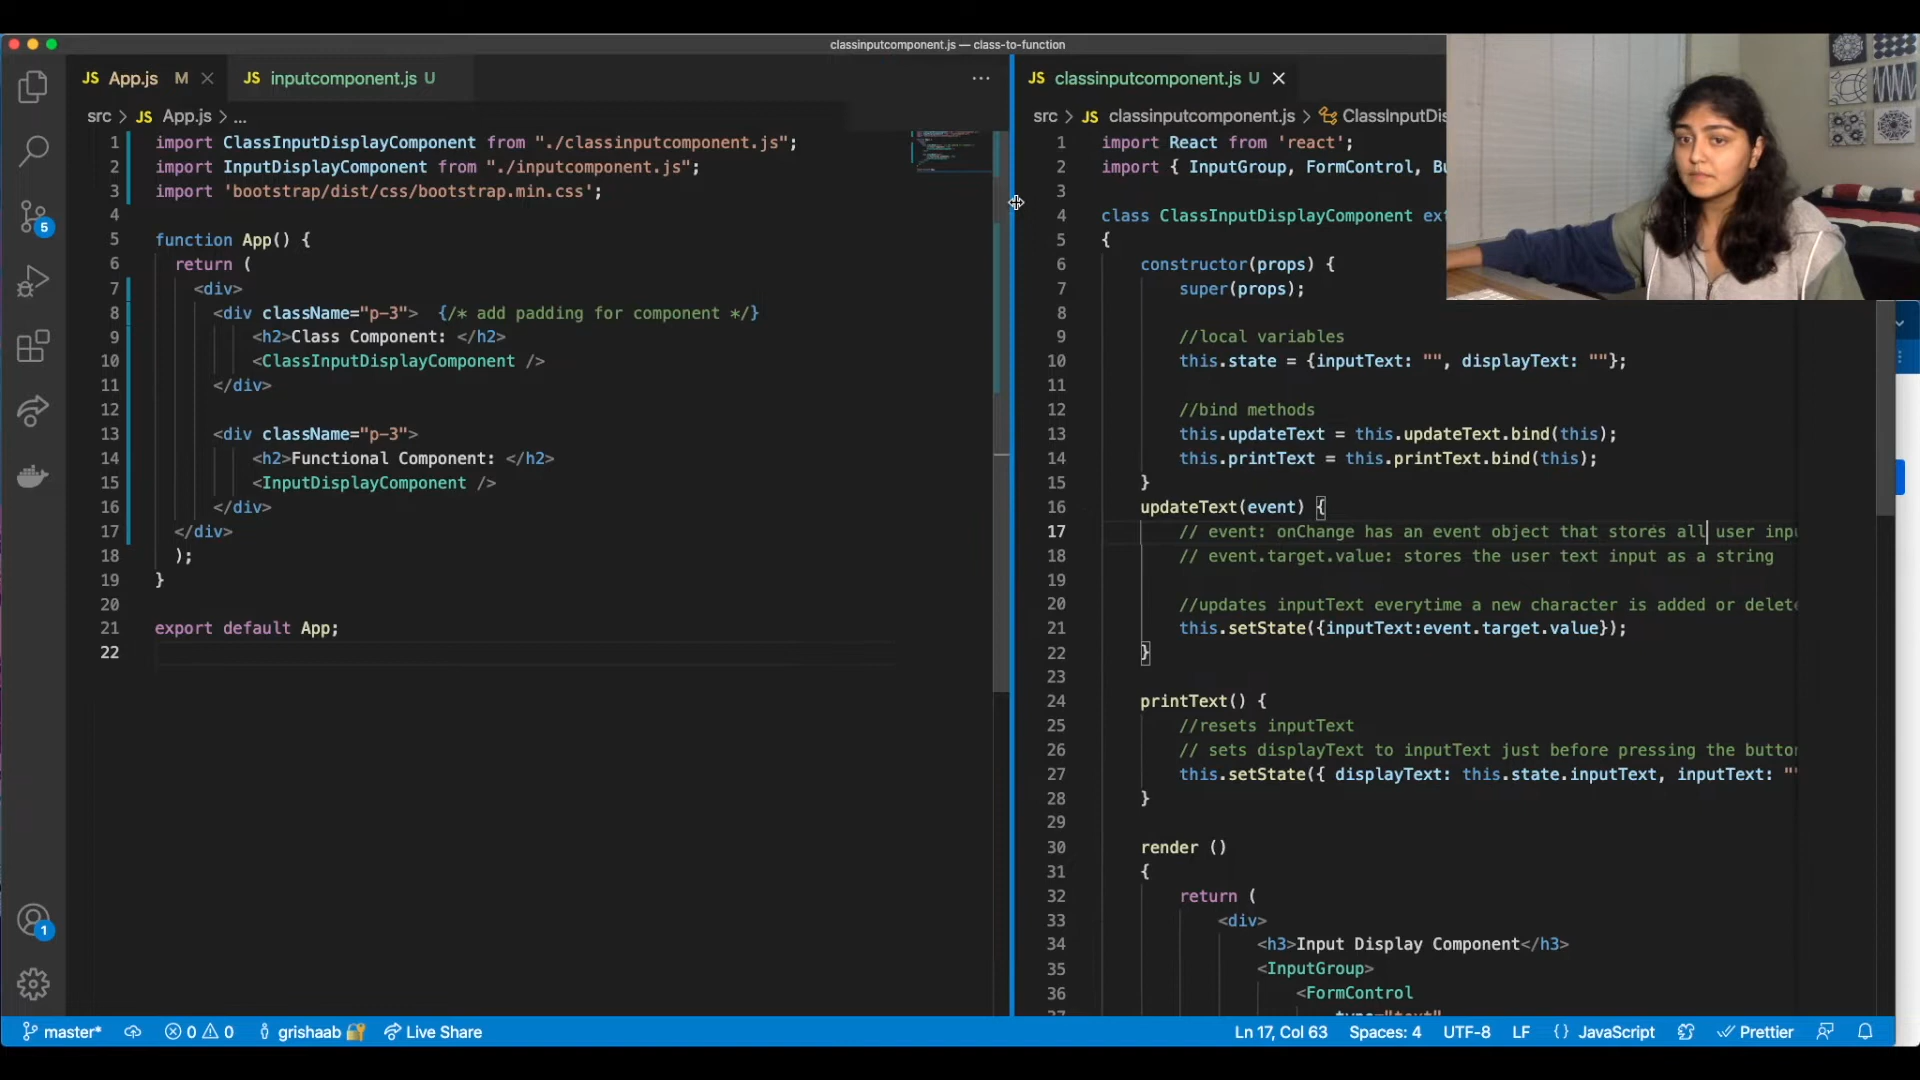 classinputcomponent.js — class-to-function
JS App.js M
JS inputcomponent.js U
JS classinputcomponent.js U
src > JS App.js > ...
src > JS classinputcomponent.js > ClassInputDis
1 import ClassInputDisplayComponent from "./classinputcomponent.js";
2 import InputDisplayComponent from "./inputcomponent.js";
3 import 'bootstrap/dist/css/bootstrap.min.css';
4
5 function App() {
6 return (
7 <div>
8 <div className="p-3"> {/* add padding for component */}
9 <h2>Class Component: </h2>
10 <ClassInputDisplayComponent />
11 </div>
12
13 <div className="p-3">
14 <h2>Functional Component: </h2>
15 <InputDisplayComponent />
16 </div>
17 </div>
18 );
19 }
20
21 export default App;
22
1 import React from 'react';
2 import { InputGroup, FormControl, Bu
3
4 class ClassInputDisplayComponent ext
5 {
6 constructor(props) {
7 super(props);
8
9 //local variables
10 this.state = {inputText: "", displayText: ""};
11
12 //bind methods
13 this.updateText = this.updateText.bind(this);
14 this.printText = this.printText.bind(this);
15 }
16 updateText(event) {
17 // event: onChange has an event object that stores all user inpu
18 // event.target.value: stores the user text input as a string
19
20 //updates inputText everytime a new character is added or delete
21 this.setState({inputText:event.target.value});
22 }
23
24 printText() {
25 //resets inputText
26 // sets displayText to inputText just before pressing the button
27 this.setState({ displayText: this.state.inputText, inputText: ""
28 }
29
30 render ()
31 {
32 return (
33 <div>
34 <h3>Input Display Component</h3>
35 <InputGroup>
36 <FormControl
5
1
master* 0 0 grishaab Live Share
Ln 17, Col 63 Spaces: 4 UTF-8 LF {} JavaScript Prettier